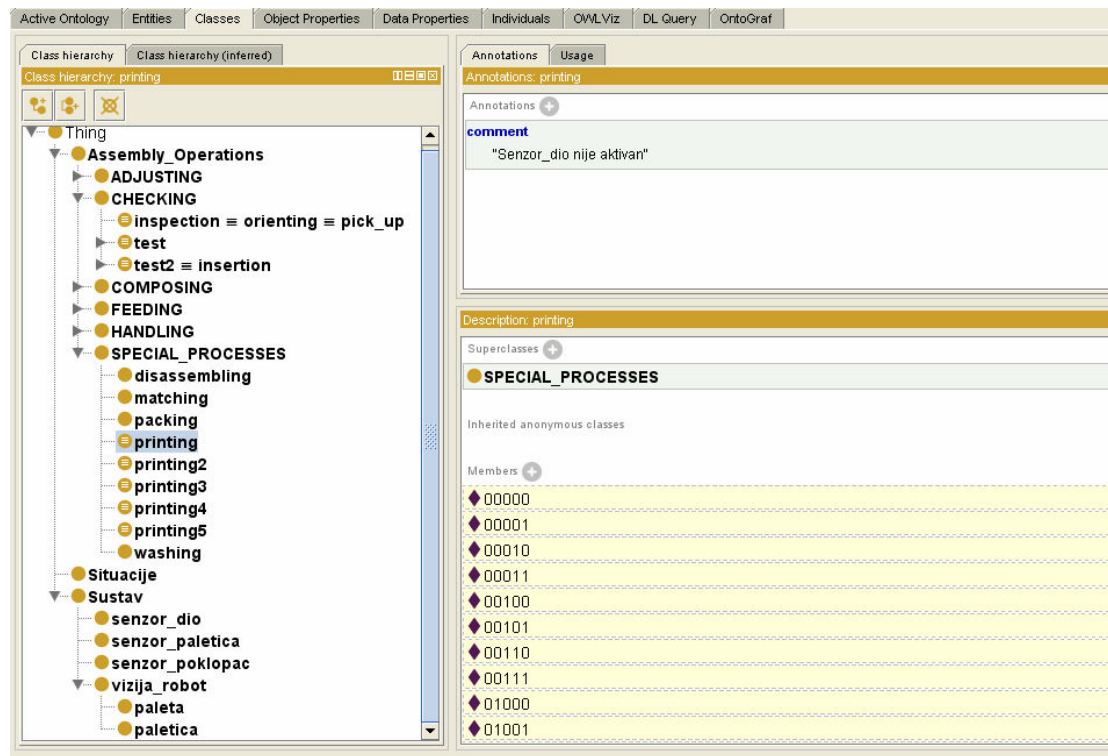 Active Ontology Entities Classes Object Properties Data Properties Individuals OWLViz DL Query OntoGraf
Class hierarchy Class hierarchy (inferred)
Class hierarchy: printing
Thing
Assembly_Operations
ADJUSTING
CHECKING
inspection ≡ orienting ≡ pick_up
test
test2 ≡ insertion
COMPOSING
FEEDING
HANDLING
SPECIAL_PROCESSES
disassembling
matching
packing
printing
printing2
printing3
printing4
printing5
washing
Situacije
Sustav
senzor_dio
senzor_paletica
senzor_poklopac
vizija_robot
paleta
paletica
Annotations Usage
Annotations: printing
Annotations
comment
"Senzor_dio nije aktivan"
Description: printing
Superclasses
SPECIAL_PROCESSES
Inherited anonymous classes
Members
00000
00001
00010
00011
00100
00101
00110
00111
01000
01001